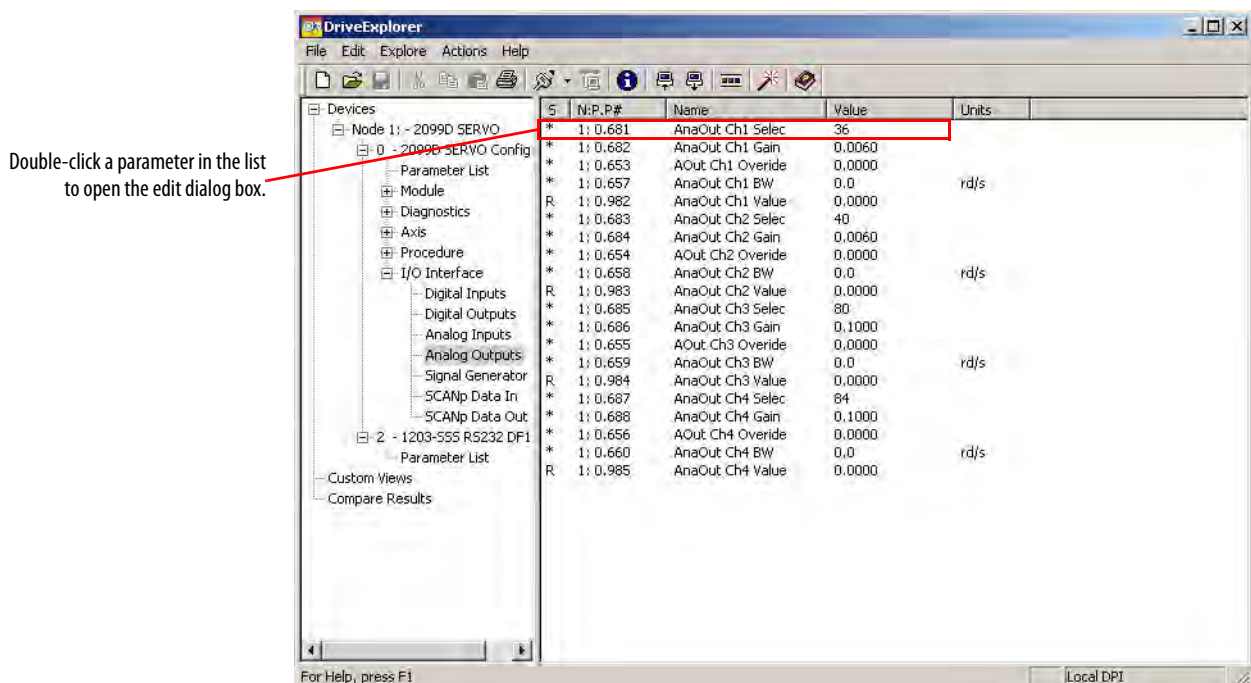 DriveExplorer
File Edit Explore Actions Help
Double-click a parameter in the list
to open the edit dialog box.
Devices
Node 1: - 2099D SERVO
0 - 2099D SERVO Config
Parameter List
Module
Diagnostics
Axis
Procedure
I/O Interface
Digital Inputs
Digital Outputs
Analog Inputs
Analog Outputs
Signal Generator
SCANp Data In
SCANp Data Out
2 - 1203-SSS RS232 DF1
Parameter List
Custom Views
Compare Results
S N:P.P# Name Value Units
* 1: 0.681 AnaOut Ch1 Selec 36
* 1: 0.682 AnaOut Ch1 Gain 0.0060
* 1: 0.653 AOut Ch1 Overide 0.0000
* 1: 0.657 AnaOut Ch1 BW 0.0 rd/s
R 1: 0.982 AnaOut Ch1 Value 0.0000
* 1: 0.683 AnaOut Ch2 Selec 40
* 1: 0.684 AnaOut Ch2 Gain 0.0060
* 1: 0.654 AOut Ch2 Overide 0.0000
* 1: 0.658 AnaOut Ch2 BW 0.0 rd/s
R 1: 0.983 AnaOut Ch2 Value 0.0000
* 1: 0.685 AnaOut Ch3 Selec 80
* 1: 0.686 AnaOut Ch3 Gain 0.1000
* 1: 0.655 AOut Ch3 Overide 0.0000
* 1: 0.659 AnaOut Ch3 BW 0.0 rd/s
R 1: 0.984 AnaOut Ch3 Value 0.0000
* 1: 0.687 AnaOut Ch4 Selec 84
* 1: 0.688 AnaOut Ch4 Gain 0.1000
* 1: 0.656 AOut Ch4 Overide 0.0000
* 1: 0.660 AnaOut Ch4 BW 0.0 rd/s
R 1: 0.985 AnaOut Ch4 Value 0.0000
For Help, press F1
Local DPI